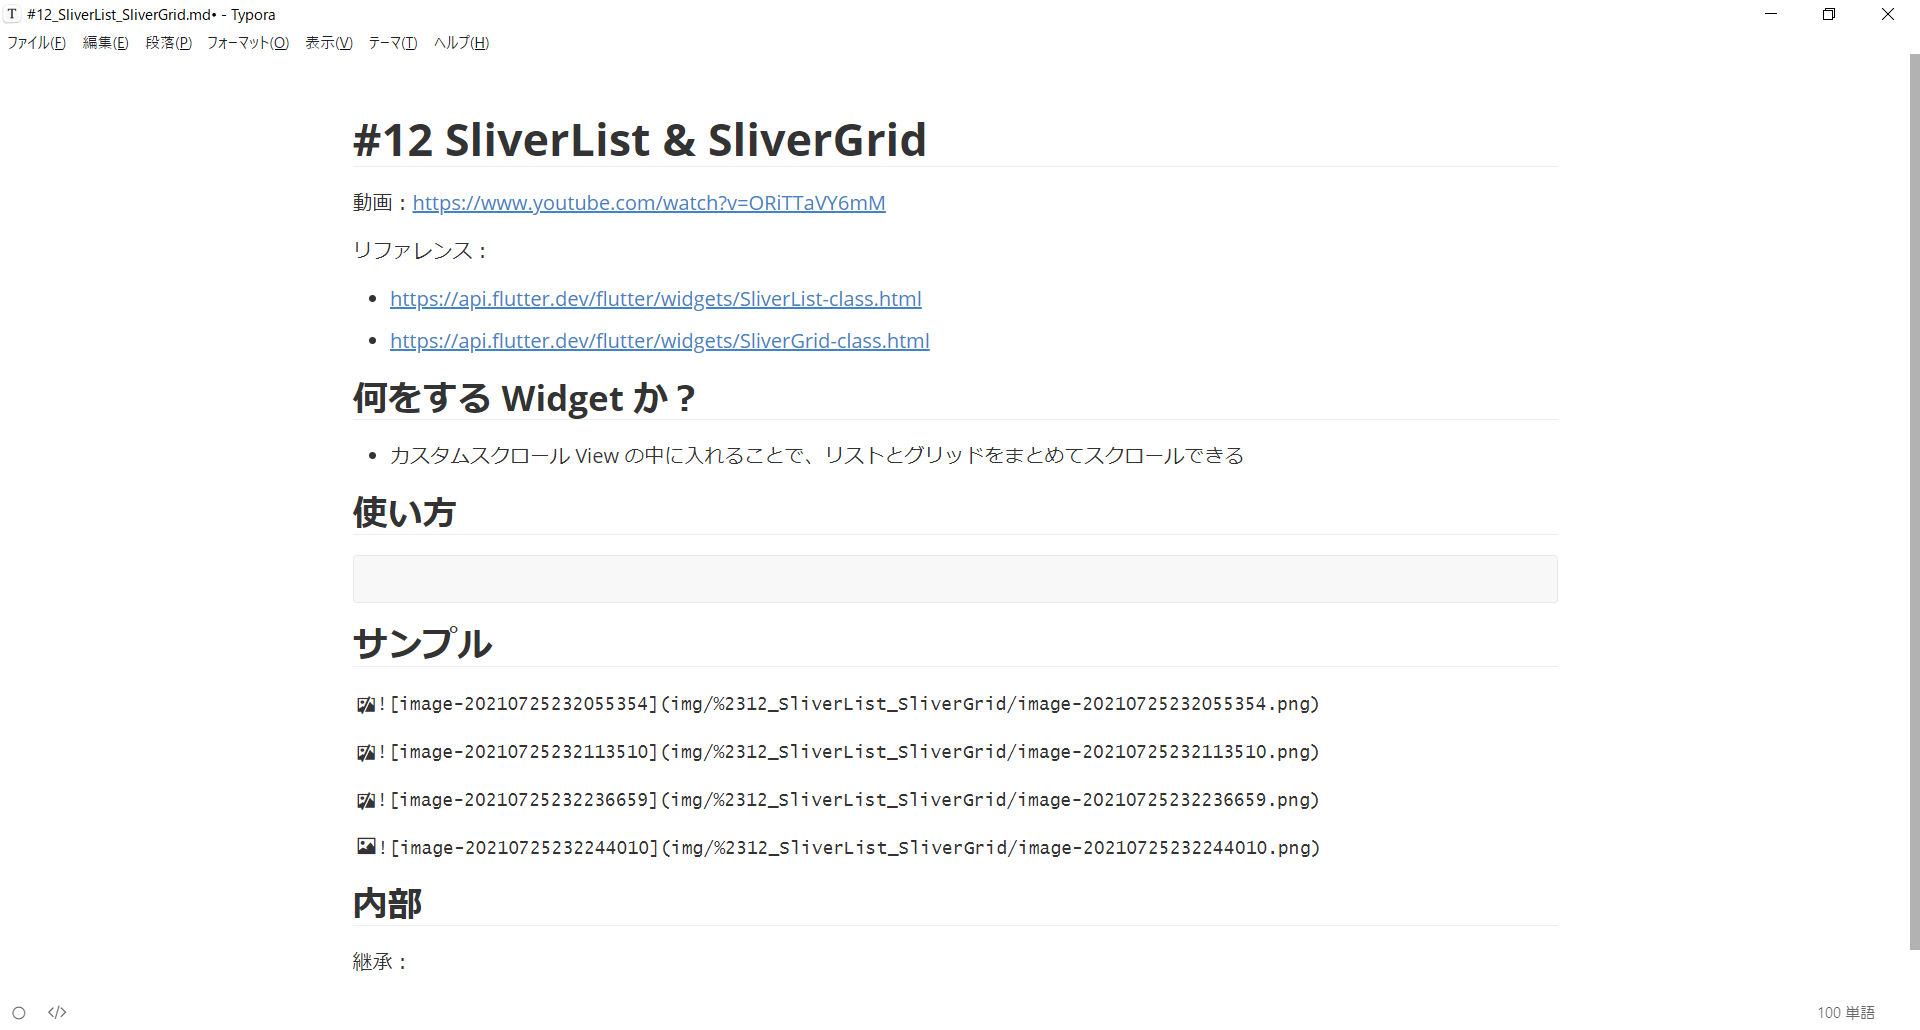 T #12_SliverList_SliverGrid.md• - Typora
ファイル(F) 編集(E) 段落(P) フォーマット(O) 表示(V) テーマ(T) ヘルプ(H)
#12 SliverList & SliverGrid
動画：https://www.youtube.com/watch?v=ORiTTaVY6mM
リファレンス：
• https://api.flutter.dev/flutter/widgets/SliverList-class.html
• https://api.flutter.dev/flutter/widgets/SliverGrid-class.html
何をする Widget か？
• カスタムスクロール View の中に入れることで、リストとグリッドをまとめてスクロールできる
使い方
サンプル
![image-20210725232055354](img/%2312_SliverList_SliverGrid/image-20210725232055354.png)
![image-20210725232113510](img/%2312_SliverList_SliverGrid/image-20210725232113510.png)
![image-20210725232236659](img/%2312_SliverList_SliverGrid/image-20210725232236659.png)
![image-20210725232244010](img/%2312_SliverList_SliverGrid/image-20210725232244010.png)
内部
継承：
</> 100 単語